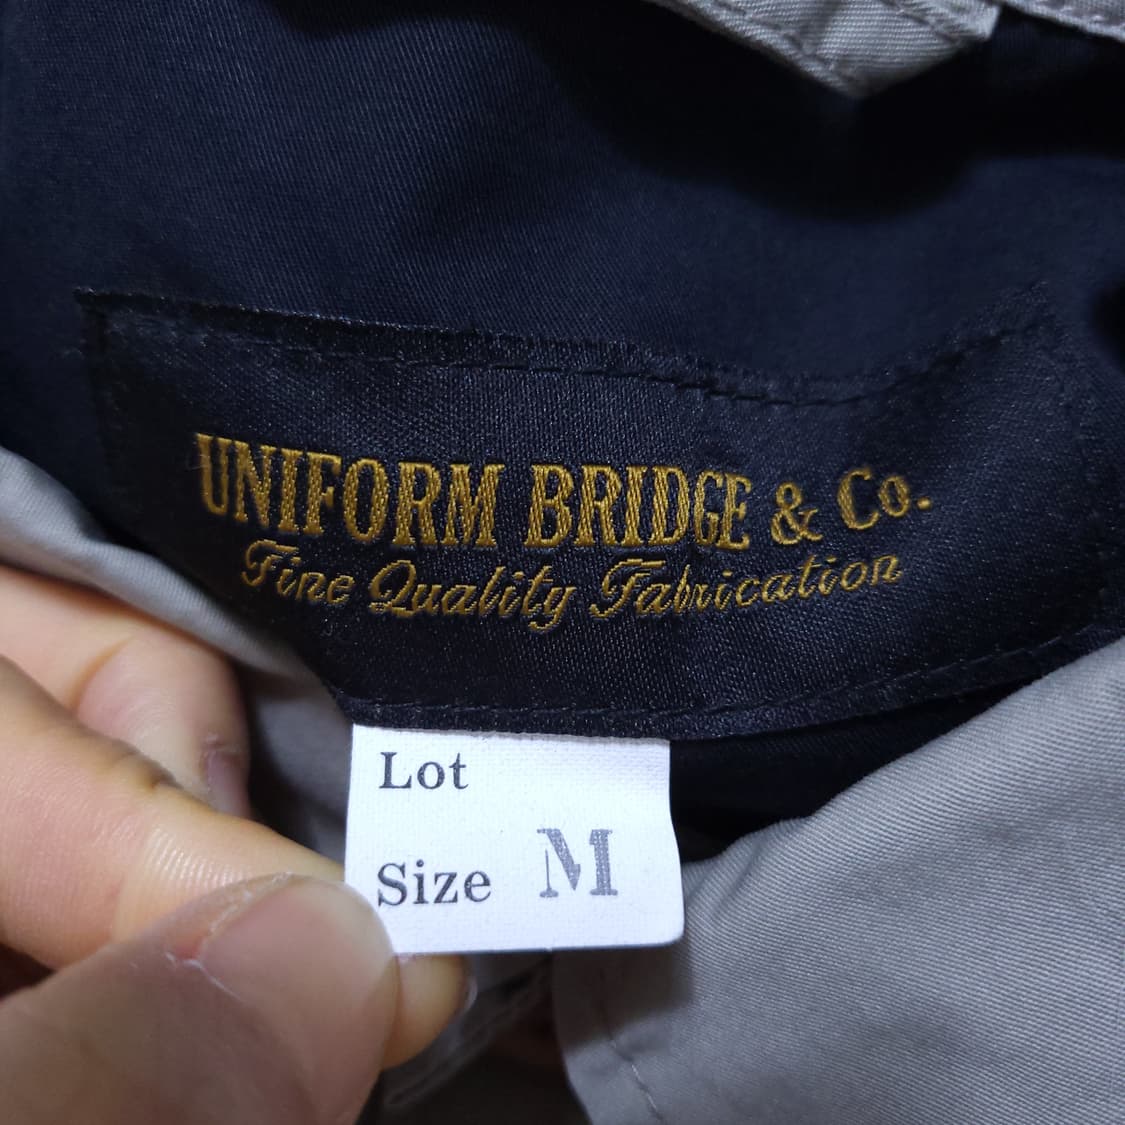 UNIFORM BRIDGE & Co.
Fine Quality Fabrication
Lot
Size M